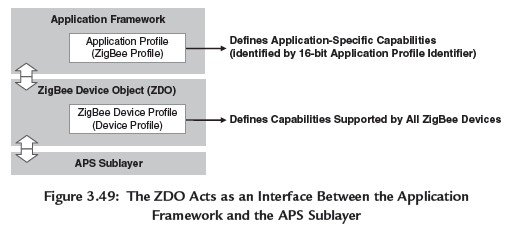 Application Framework
Application Profile
(ZigBee Profile)
Defines Application-Specific Capabilities
(identified by 16-bit Application Profile Identifier)
ZigBee Device Object (ZDO)
ZigBee Device Profile
(Device Profile)
Defines Capabilities Supported by All ZigBee Devices
APS Sublayer
Figure 3.49: The ZDO Acts as an Interface Between the Application
Framework and the APS Sublayer